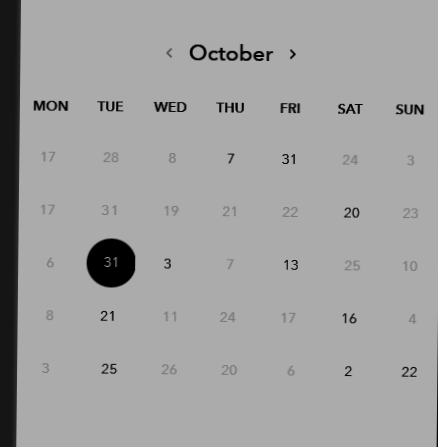 ‹ October ›
MON TUE WED THU FRI SAT SUN
17 28 8 7 31 24 3
17 31 19 21 22 20 23
6 31 3 7 13 25 10
8 21 11 24 17 16 4
3 25 26 20 6 2 22